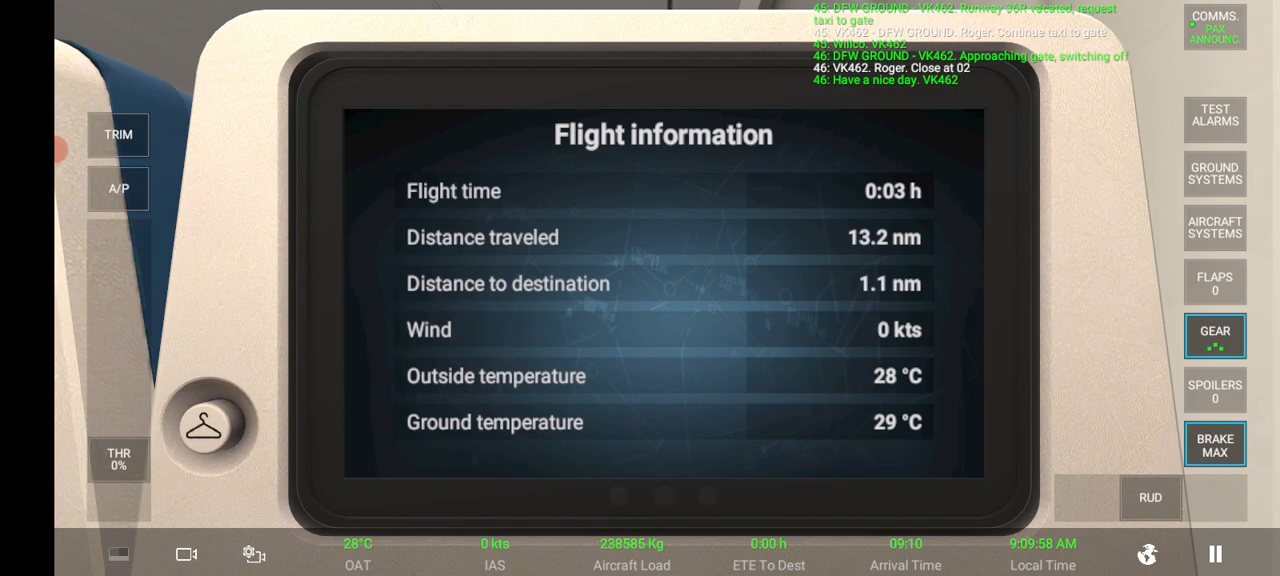 45: DFW GROUND - VK462. Runway 36R vacated, request
taxi to gate
45: VK462 - DFW GROUND. Roger. Continue taxi to gate
45: Willco. VK462
46: DFW GROUND - VK462. Approaching gate, switching off
46: VK462. Roger. Close at 02
46: Have a nice day. VK462
COMMS.
PAX
ANNOUNC.
TRIM
A/P
THR
0%
Flight information
Flight time 0:03 h
Distance traveled 13.2 nm
Distance to destination 1.1 nm
Wind 0 kts
Outside temperature 28 °C
Ground temperature 29 °C
TEST
ALARMS
GROUND
SYSTEMS
AIRCRAFT
SYSTEMS
FLAPS
0
GEAR
SPOILERS
0
BRAKE
MAX
RUD
28°C 0 kts 238585 Kg 0:00 h 09:10 9:09:58 AM
OAT IAS Aircraft Load ETE To Dest Arrival Time Local Time